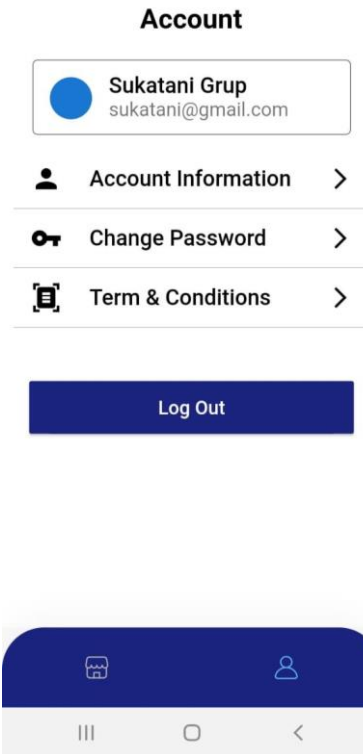 Account
Sukatani Grup
sukatani@gmail.com
Account Information
Change Password
Term & Conditions
Log Out